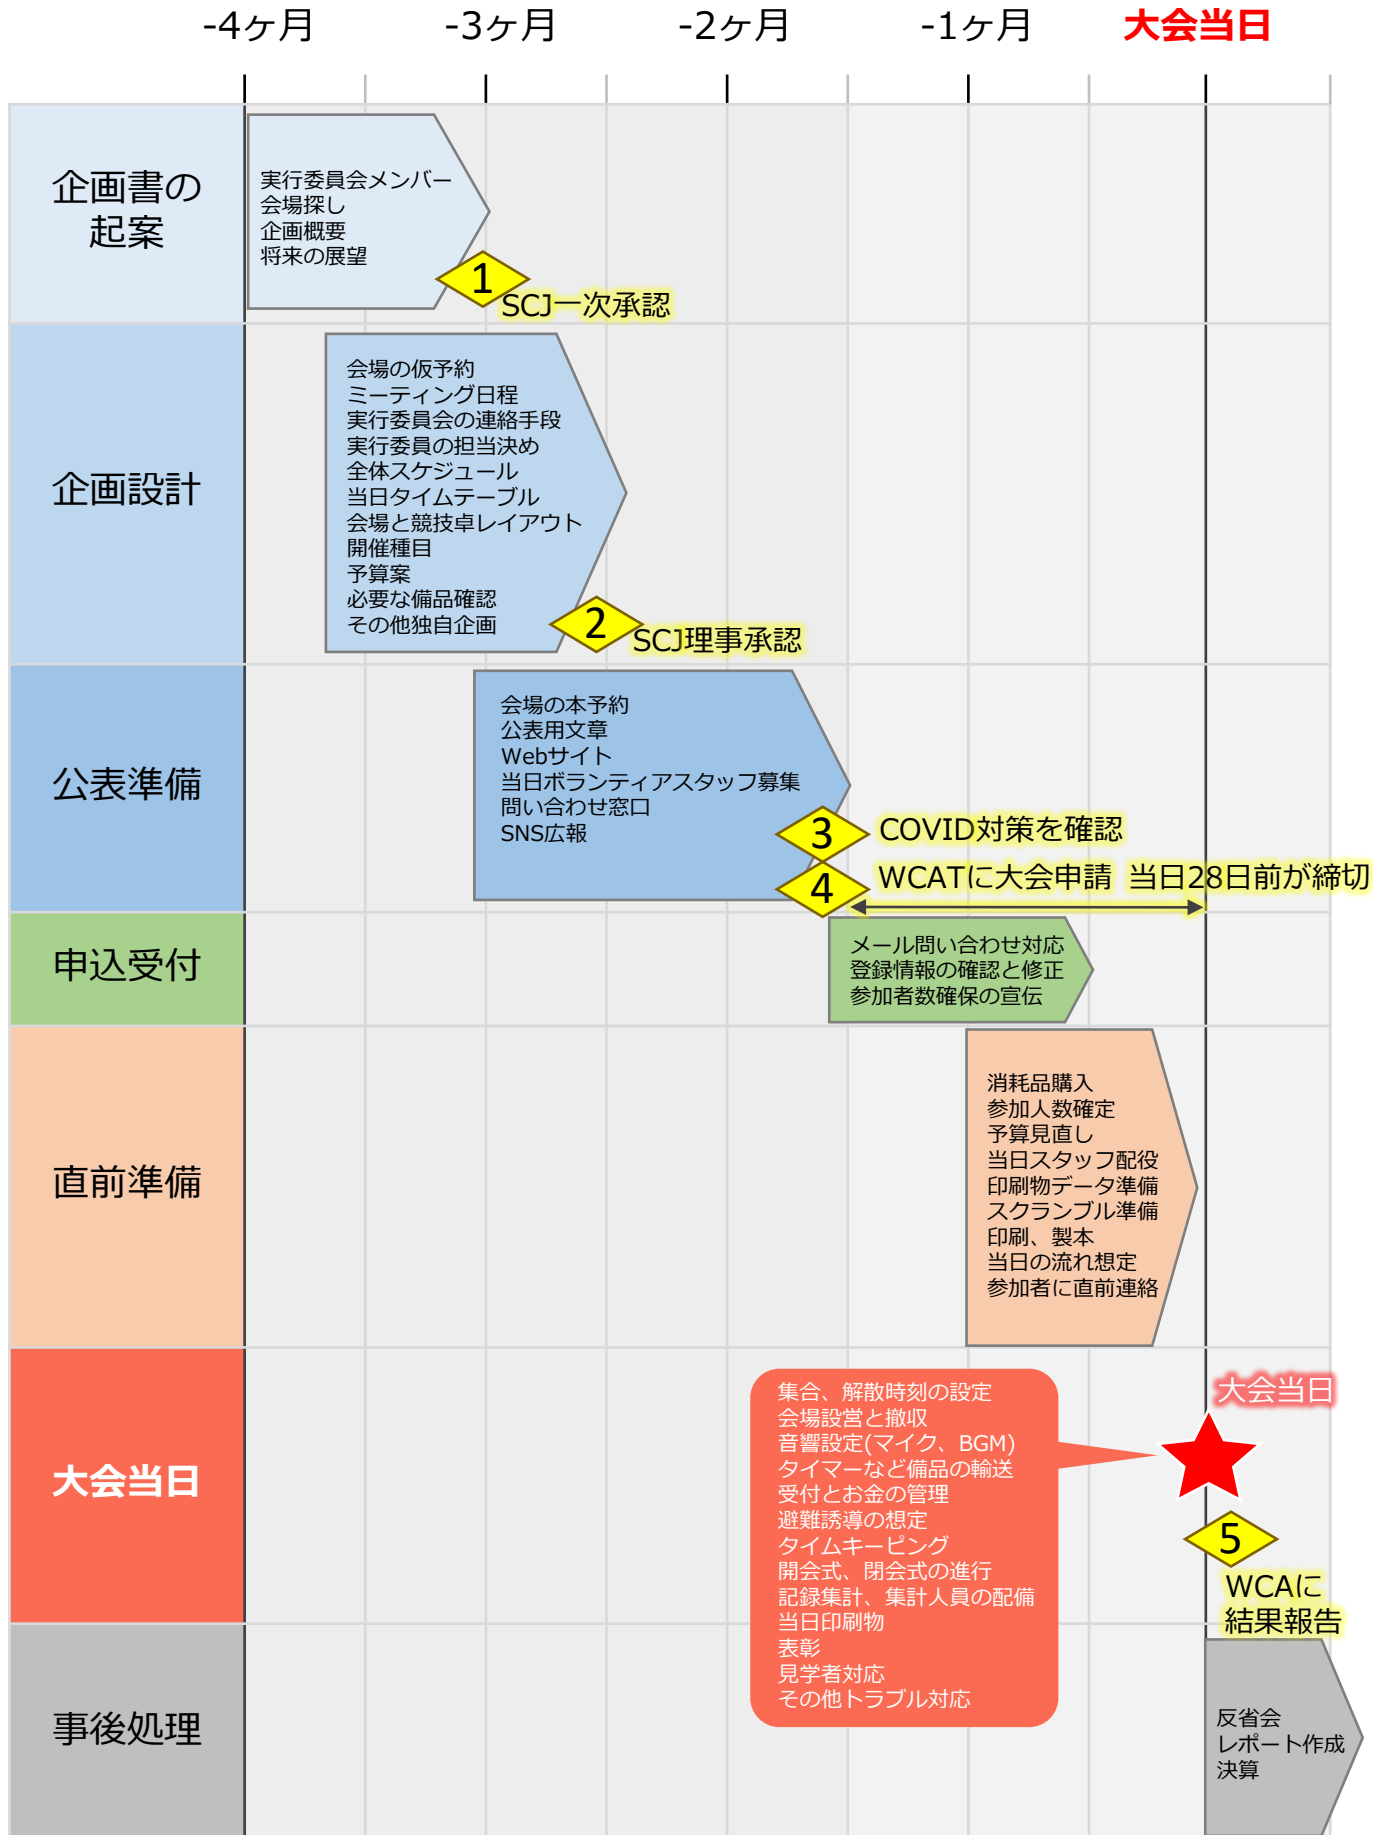 -4ヶ月 -3ヶ月 -2ヶ月 -1ヶ月 大会当日
企画書の
起案
実行委員会メンバー
会場探し
企画概要
将来の展望
1
SCJ一次承認
企画設計
会場の仮予約
ミーティング日程
実行委員会の連絡手段
実行委員の担当決め
全体スケジュール
当日タイムテーブル
会場と競技卓レイアウト
開催種目
予算案
必要な備品確認
その他独自企画
2
SCJ理事承認
公表準備
会場の本予約
公表用文章
Webサイト
当日ボランティアスタッフ募集
問い合わせ窓口
SNS広報
3
COVID対策を確認
4
WCATに大会申請 当日28日前が締切
申込受付
メール問い合わせ対応
登録情報の確認と修正
参加者数確保の宣伝
直前準備
消耗品購入
参加人数確定
予算見直し
当日スタッフ配役
印刷物データ準備
スクランブル準備
印刷、製本
当日の流れ想定
参加者に直前連絡
大会当日
集合、解散時刻の設定
会場設営と撤収
音響設定(マイク、BGM)
タイマーなど備品の輸送
受付とお金の管理
避難誘導の想定
タイムキーピング
開会式、閉会式の進行
記録集計、集計人員の配備
当日印刷物
表彰
見学者対応
その他トラブル対応
大会当日
5
WCAに
結果報告
事後処理
反省会
レポート作成
決算